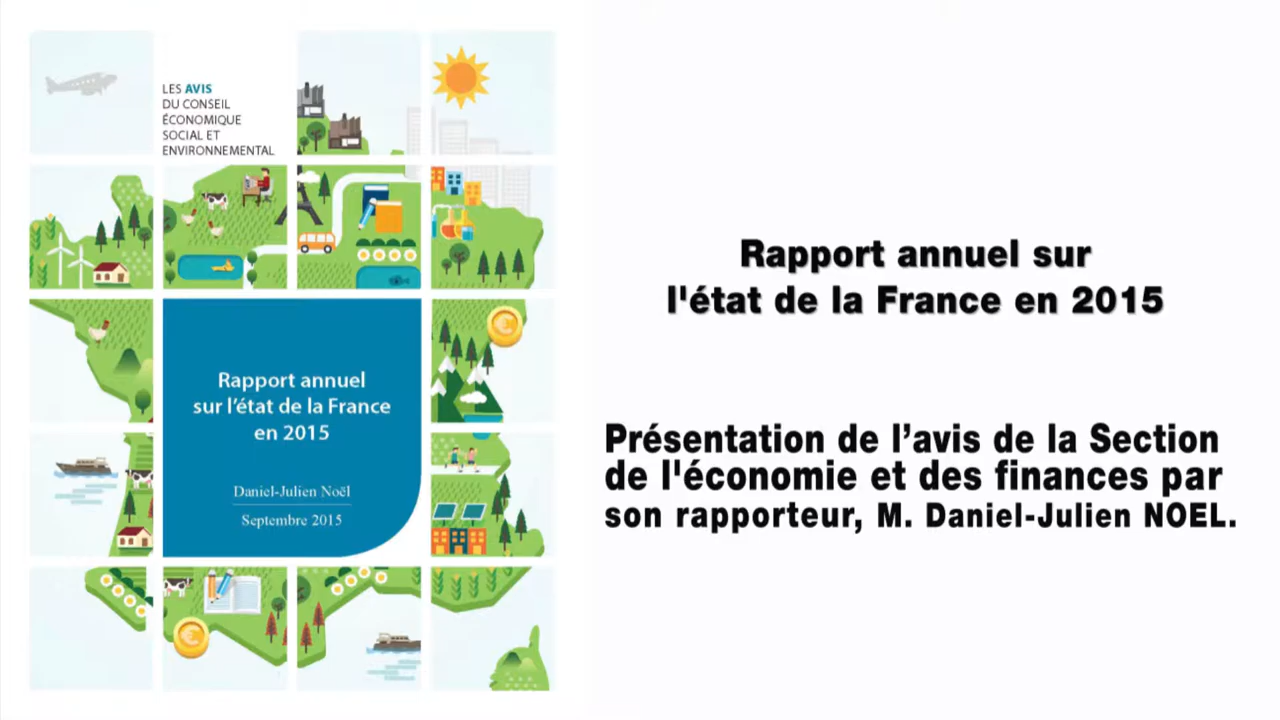 LES AVIS
DU CONSEIL
ÉCONOMIQUE
SOCIAL ET
ENVIRONNEMENTAL
Rapport annuel
sur l’état de la France
en 2015
Daniel-Julien Noël
Septembre 2015
Rapport annuel sur
l'état de la France en 2015
Présentation de l’avis de la Section
de l'économie et des finances par
son rapporteur, M. Daniel-Julien NOEL.